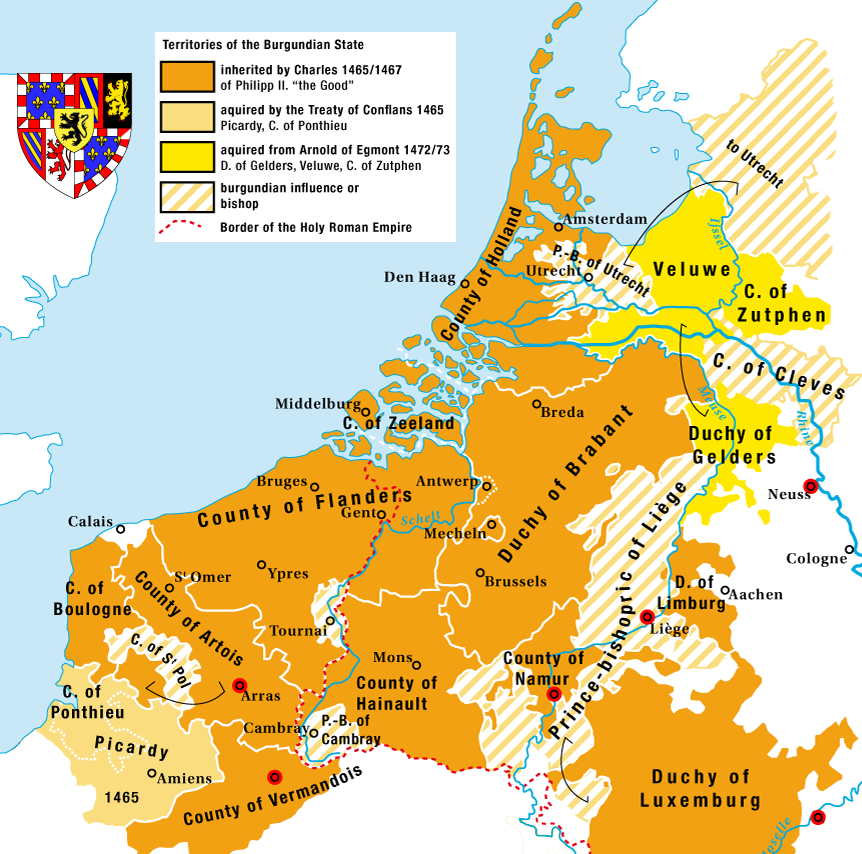 Territories of the Burgundian State
inherited by Charles 1465/1467
of Philipp II. “the Good”
aquired by the Treaty of Conflans 1465
Picardy, C. of Ponthieu
aquired from Arnold of Egmont 1472/73
D. of Gelders, Veluwe, C. of Zutphen
burgundian influence or
bishop
Border of the Holy Roman Empire
to Utrecht
Amsterdam
County of Holland
P.-B. of Utrecht
Utrecht
Den Haag
Ijssel
Veluwe
C. of
Zutphen
C. of Cleves
Meuse
Rhine
Middelburg
C. of Zeeland
Breda
Duchy of Brabant
Duchy of
Gelders
Bruges
Antwerp
County of Flanders
Gent
Schelt
Mecheln
Neuss
Calais
Cologne
Prince-bishopric of Liège
C. of
Boulogne
St Omer
Ypres
Brussels
County of Artois
D. of
Limburg
Aachen
Liège
Tournai
C. of St Pol
Mons
County of
Namur
County of
Hainault
Arras
C. of
Ponthieu
Cambray
P.-B. of
Cambray
Picardy
Amiens
1465
County of Vermandois
Duchy of
Luxemburg
Moselle